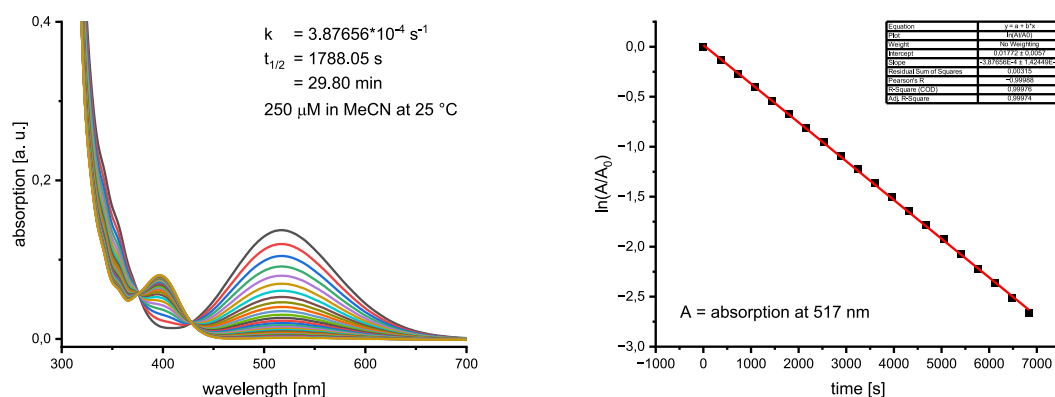 k = 3.87656*10⁻⁴ s⁻¹
t1/2 = 1788.05 s
= 29.80 min
250 μM in MeCN at 25 °C
absorption [a. u.]
0,4
0,2
0,0
300 400 500 600 700
wavelength [nm]
Equation y = a + b*x
Plot ln(AI/A0)
Weight No Weighting
Intercept 0,01772 ± 0,0057
Slope -3,87656E-4 ± 1,42449E-
Residual Sum of Squares 0,00315
Pearson's R -0,99988
R-Square (COD) 0,99976
Adj. R-Square 0,99974
ln(A/A0)
0,0
−0,5
−1,0
−1,5
−2,0
−2,5
−3,0
A = absorption at 517 nm
−1000 0 1000 2000 3000 4000 5000 6000 7000
time [s]